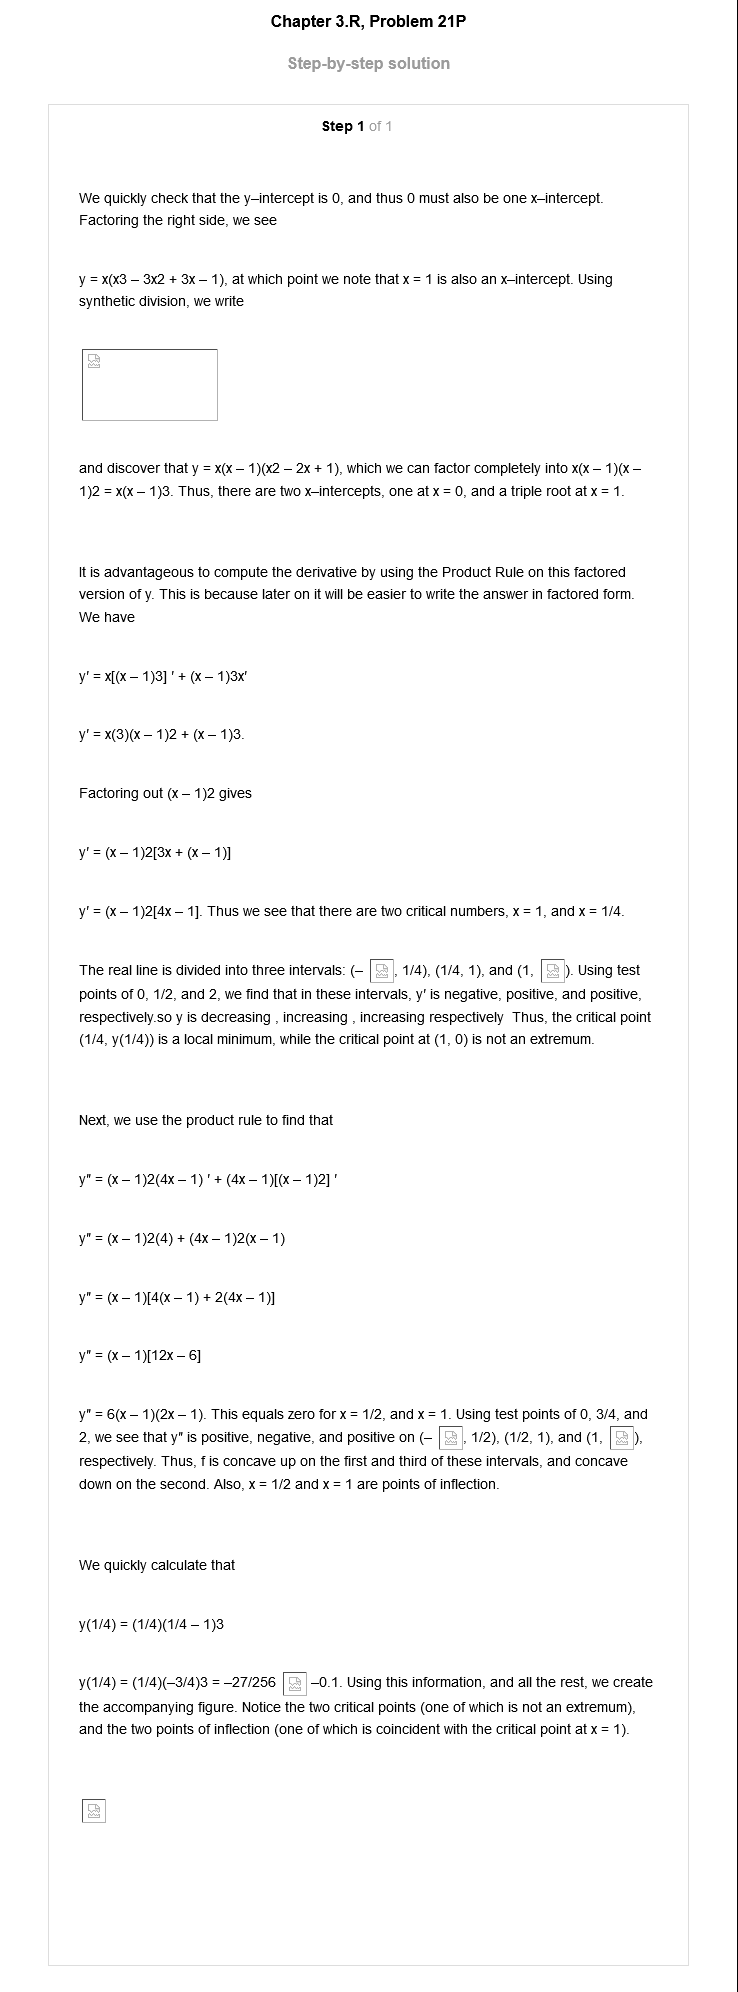 Chapter 3.R, Problem 21P
Step-by-step solution
Step 1 of 1
We quickly check that the y–intercept is 0, and thus 0 must also be one x–intercept.
Factoring the right side, we see
y = x(x3 – 3x2 + 3x – 1), at which point we note that x = 1 is also an x–intercept. Using
synthetic division, we write
and discover that y = x(x – 1)(x2 – 2x + 1), which we can factor completely into x(x – 1)(x –
1)2 = x(x – 1)3. Thus, there are two x–intercepts, one at x = 0, and a triple root at x = 1.
It is advantageous to compute the derivative by using the Product Rule on this factored
version of y. This is because later on it will be easier to write the answer in factored form.
We have
y′ = x[(x – 1)3] ′ + (x – 1)3x′
y′ = x(3)(x – 1)2 + (x – 1)3.
Factoring out (x – 1)2 gives
y′ = (x – 1)2[3x + (x – 1)]
y′ = (x – 1)2[4x – 1]. Thus we see that there are two critical numbers, x = 1, and x = 1/4.
The real line is divided into three intervals: (– , 1/4), (1/4, 1), and (1, ). Using test
points of 0, 1/2, and 2, we find that in these intervals, y′ is negative, positive, and positive,
respectively.so y is decreasing , increasing , increasing respectively  Thus, the critical point
(1/4, y(1/4)) is a local minimum, while the critical point at (1, 0) is not an extremum.
Next, we use the product rule to find that
y″ = (x – 1)2(4x – 1) ′ + (4x – 1)[(x – 1)2] ′
y″ = (x – 1)2(4) + (4x – 1)2(x – 1)
y″ = (x – 1)[4(x – 1) + 2(4x – 1)]
y″ = (x – 1)[12x – 6]
y″ = 6(x – 1)(2x – 1). This equals zero for x = 1/2, and x = 1. Using test points of 0, 3/4, and
2, we see that y″ is positive, negative, and positive on (– , 1/2), (1/2, 1), and (1, ),
respectively. Thus, f is concave up on the first and third of these intervals, and concave
down on the second. Also, x = 1/2 and x = 1 are points of inflection.
We quickly calculate that
y(1/4) = (1/4)(1/4 – 1)3
y(1/4) = (1/4)(–3/4)3 = –27/256 –0.1. Using this information, and all the rest, we create
the accompanying figure. Notice the two critical points (one of which is not an extremum),
and the two points of inflection (one of which is coincident with the critical point at x = 1).